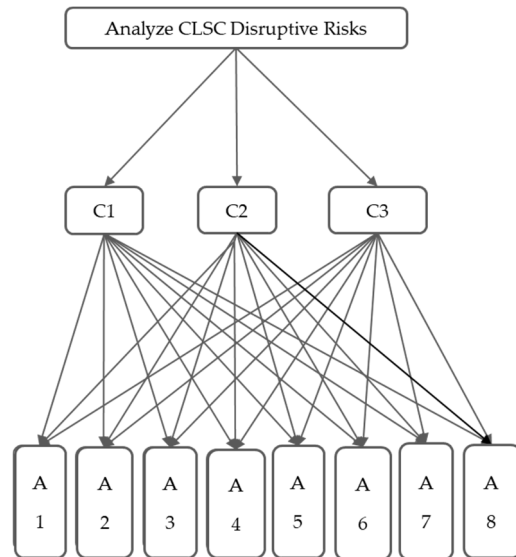 Analyze CLSC Disruptive Risks
C1 C2 C3
A A A A A A A A
1 2 3 4 5 6 7 8